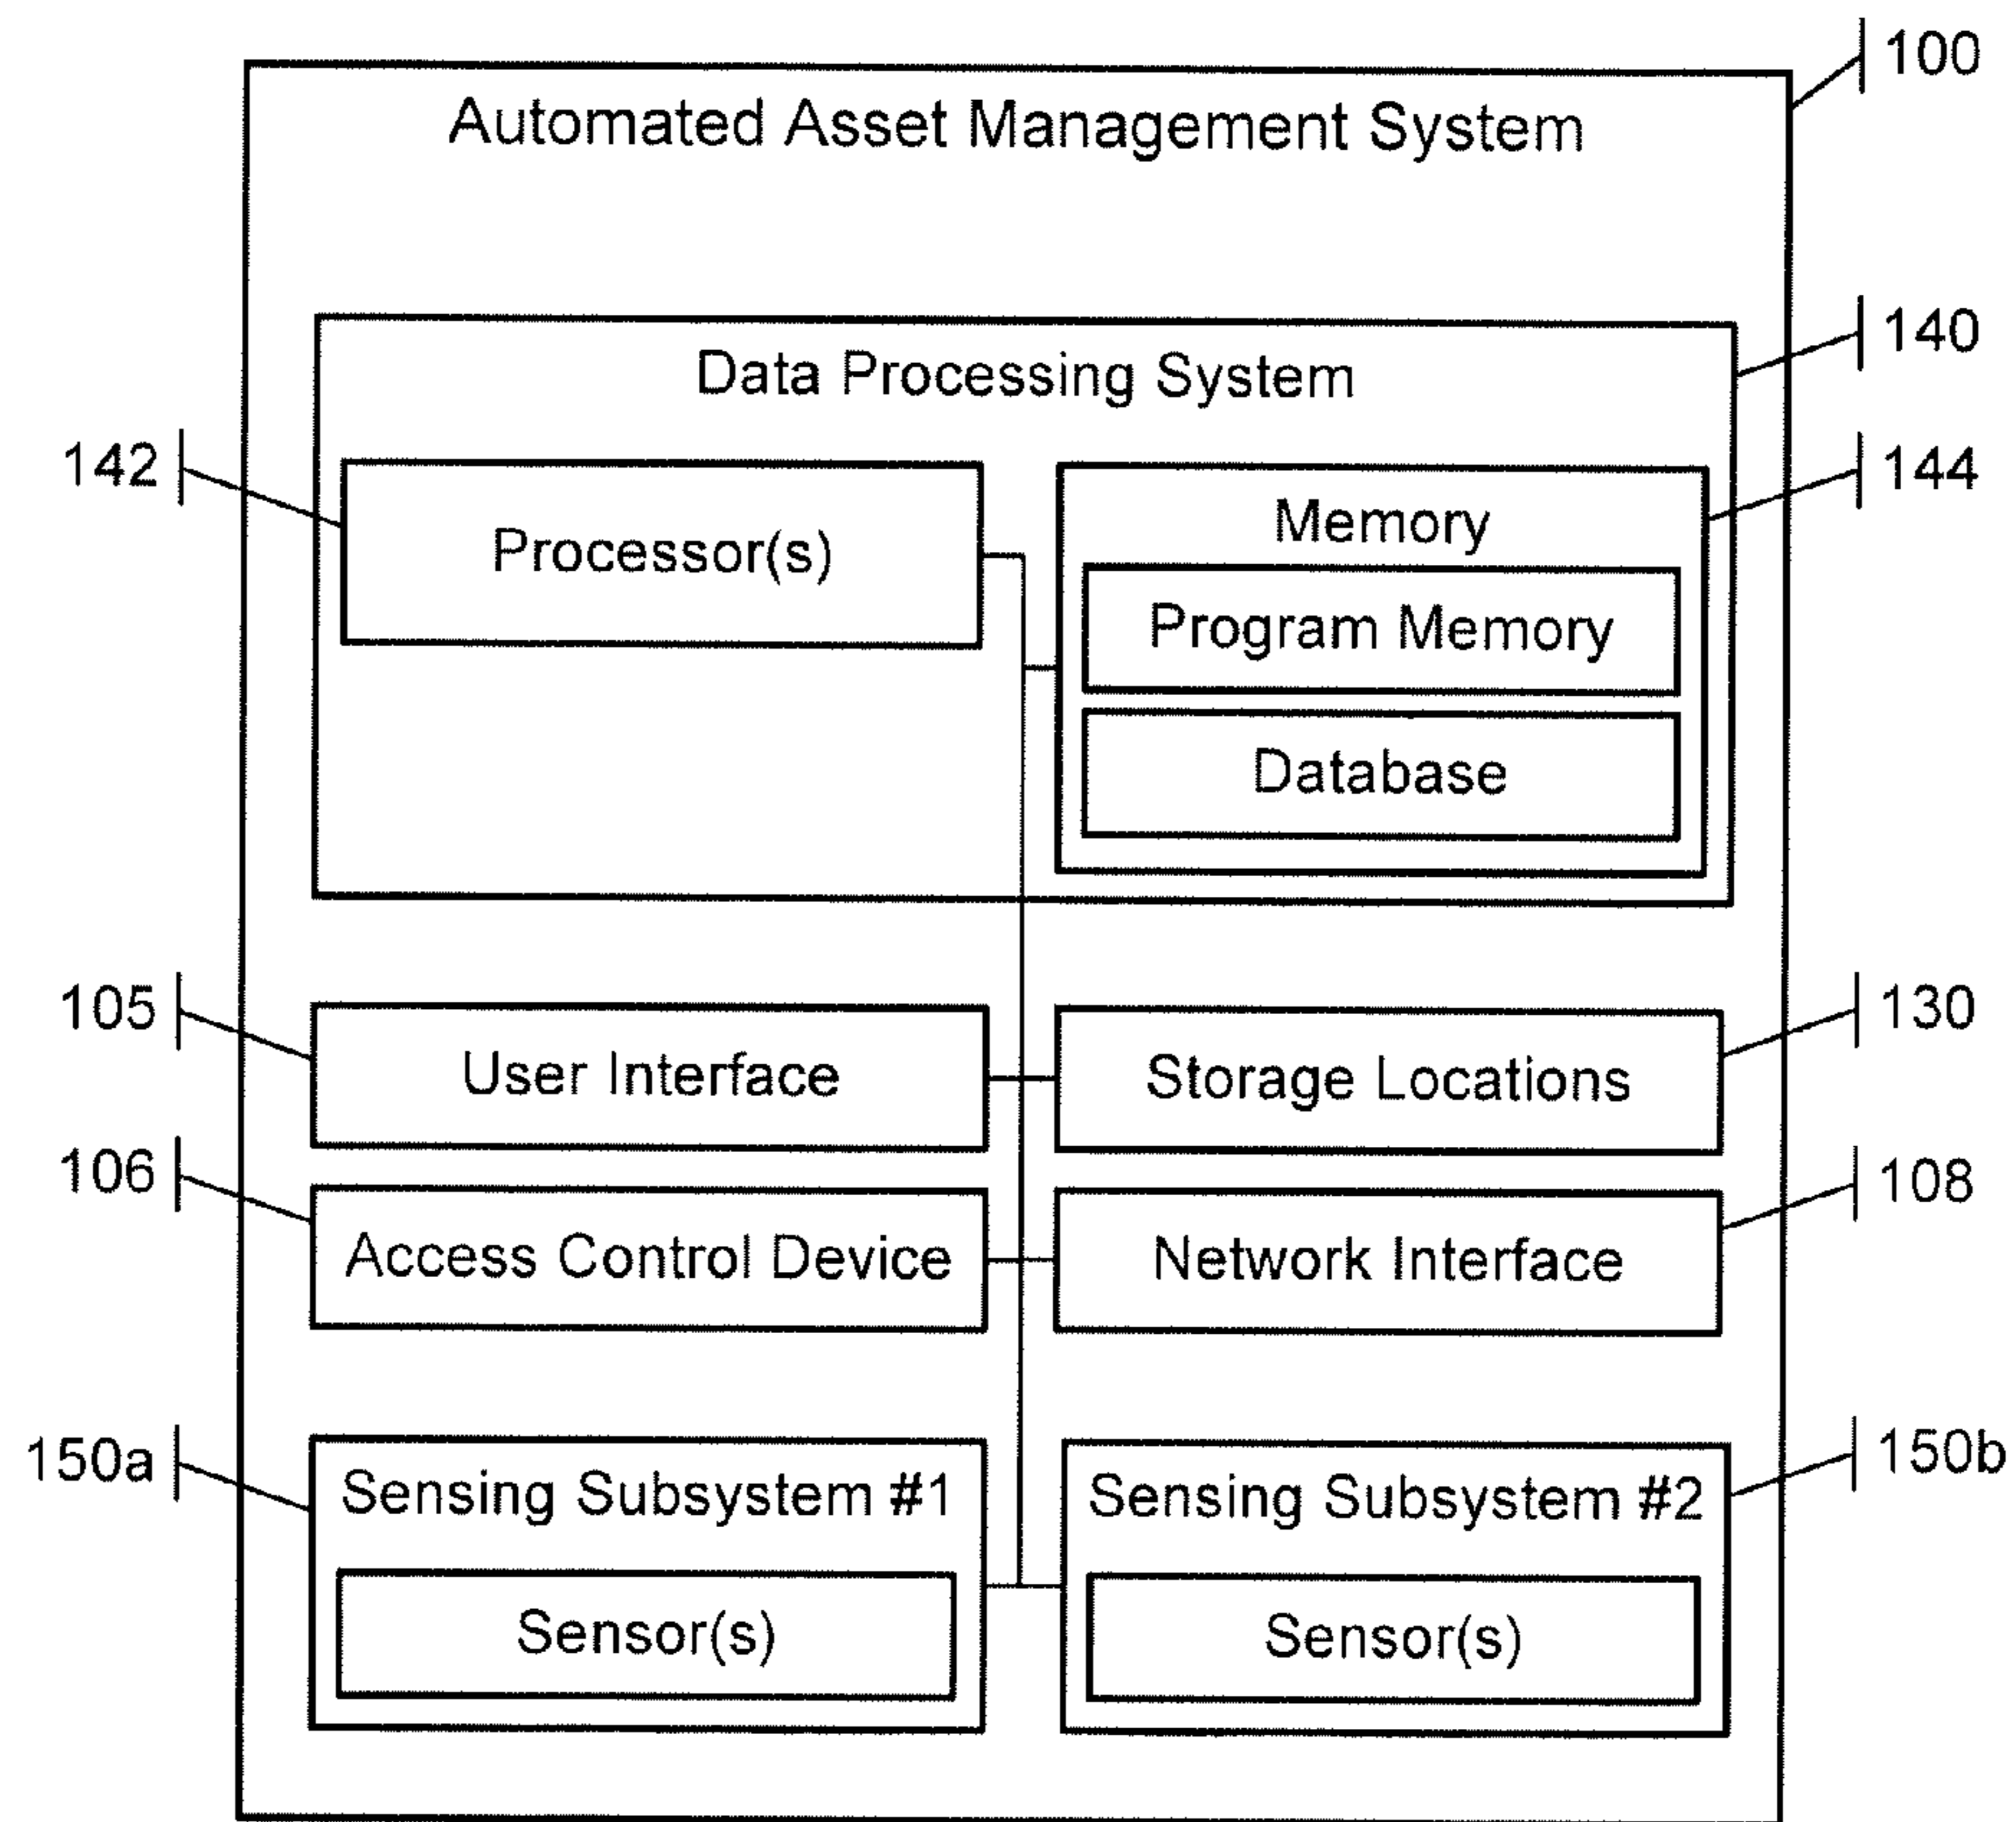 100
Automated Asset Management System
140
Data Processing System
142
144
Processor(s)
Memory
Program Memory
Database
105
130
User Interface
Storage Locations
106
108
Access Control Device
Network Interface
150a
150b
Sensing Subsystem #1
Sensing Subsystem #2
Sensor(s)
Sensor(s)